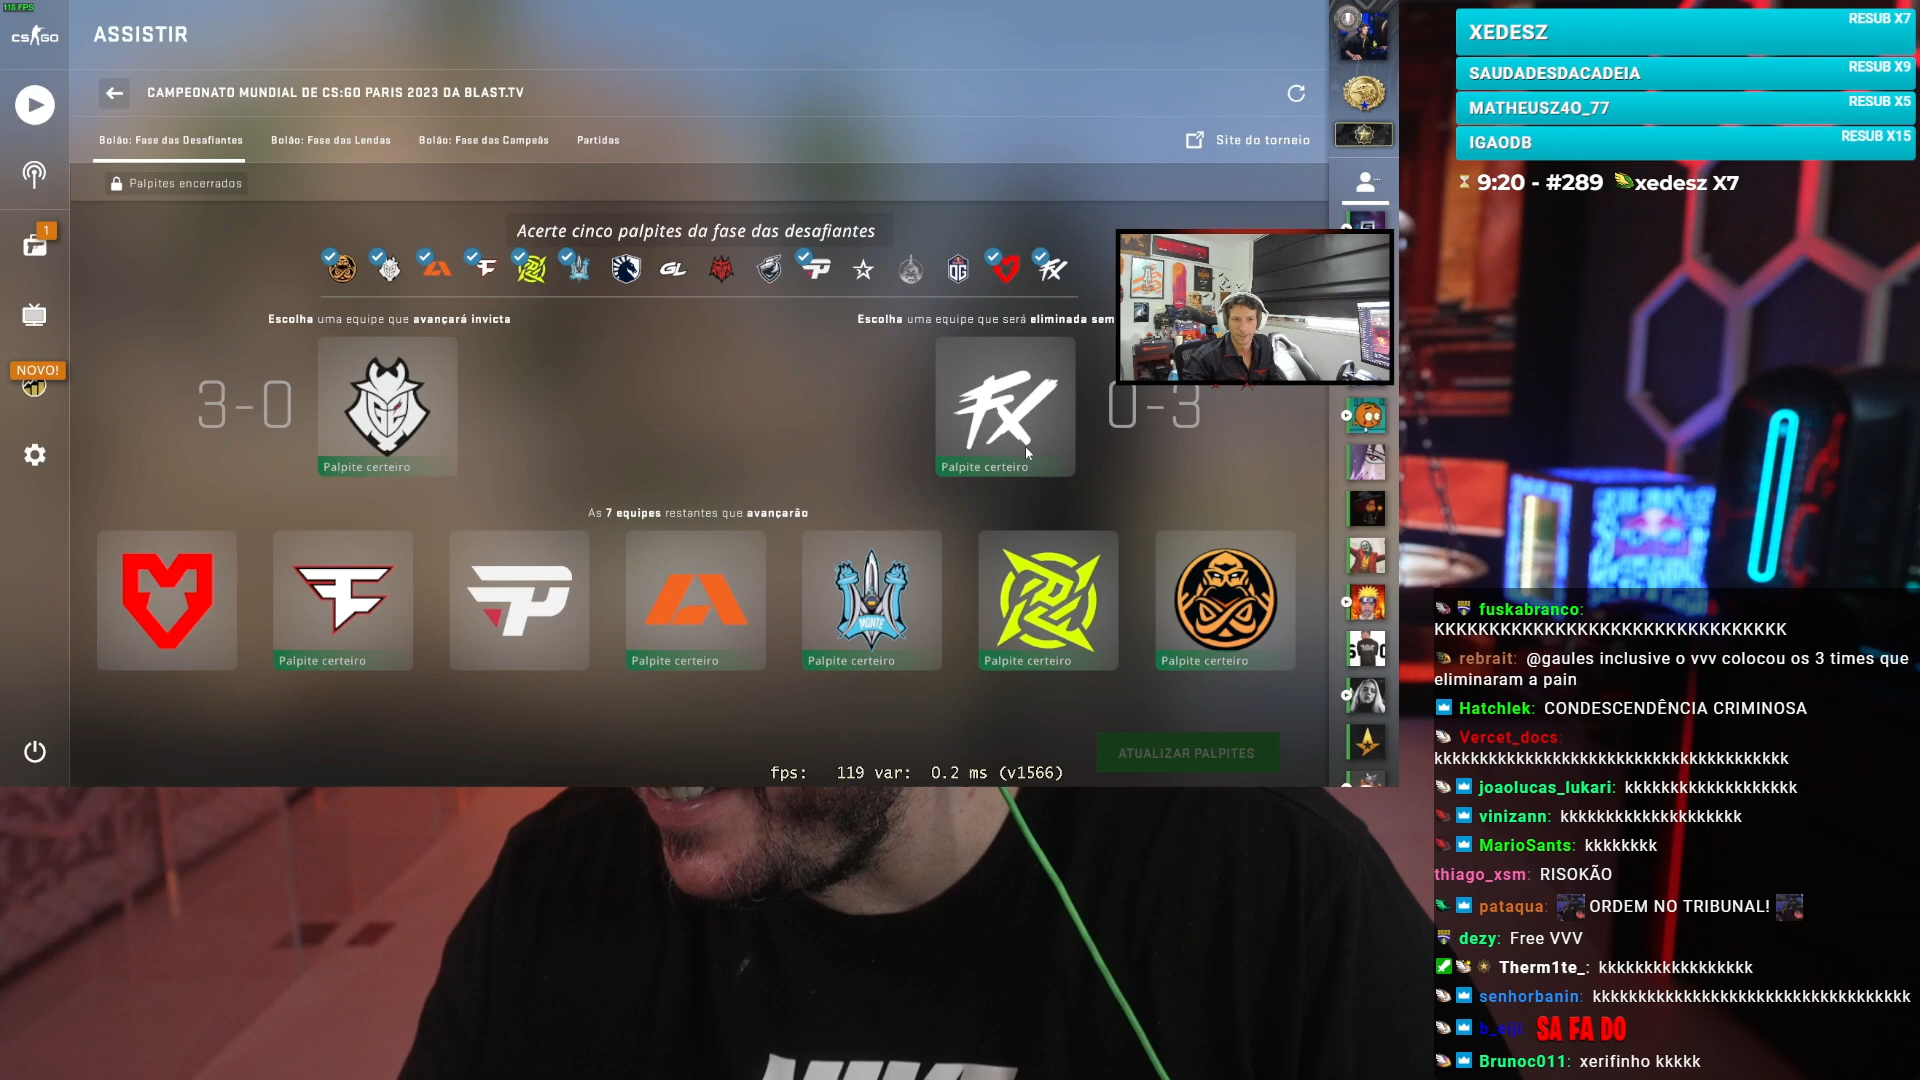 118 FPS
CS:GO
ASSISTIR
CAMPEONATO MUNDIAL DE CS:GO PARIS 2023 DA BLAST.TV
Bolão: Fase das Desafiantes
Bolão: Fase das Lendas
Bolão: Fase das Campeãs
Partidas
Site do torneio
Palpites encerrados
Acerte cinco palpites da fase das desafiantes
1
NOVO!
GL
OG
Escolha uma equipe que avançará invicta
Escolha uma equipe que será eliminada sem
3-0
FX
0-3
Palpite certeiro
Palpite certeiro
As 7 equipes restantes que avançarão
MONTE
Palpite certeiro
Palpite certeiro
Palpite certeiro
Palpite certeiro
Palpite certeiro
ATUALIZAR PALPITES
fps: 119 var: 0.2 ms (v1566)
XEDESZ
RESUB X7
SAUDADESDACADEIA
RESUB X9
MATHEUSZ4O_77
RESUB X5
IGAODB
RESUB X15
9:20 - #289 xedesz X7
fuskabranco:
KKKKKKKKKKKKKKKKKKKKKKKKKKKKKKKK
rebrait: @gaules inclusive o vvv colocou os 3 times que
eliminaram a pain
Hatchlek: CONDESCENDÊNCIA CRIMINOSA
Vercet_docs:
kkkkkkkkkkkkkkkkkkkkkkkkkkkkkkkkkkkkk
joaolucas_lukari: kkkkkkkkkkkkkkkkkk
vinizann: kkkkkkkkkkkkkkkkkkk
MarioSants: kkkkkkkk
thiago_xsm: RISOKÃO
pataqua: ORDEM NO TRIBUNAL!
dezy: Free VVV
Therm1te_: kkkkkkkkkkkkkkkk
senhorbanin: kkkkkkkkkkkkkkkkkkkkkkkkkkkkkkkkk
SA FA DO
Brunoc011: xerifinho kkkkk